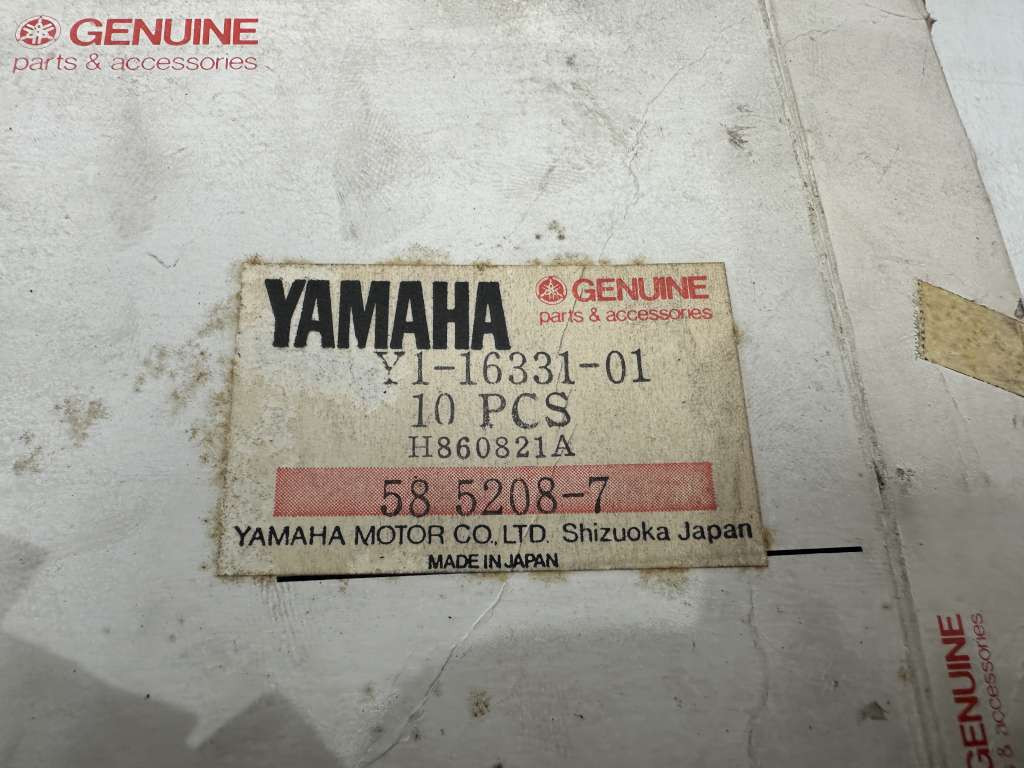 GENUINE
parts & accessories
YAMAHA
GENUINE
parts & accessories
Y1-16331-01
10 PCS
H860821A
58 5208-7
YAMAHA MOTOR CO., LTD. Shizuoka Japan
MADE IN JAPAN
GENUINE
& accessories